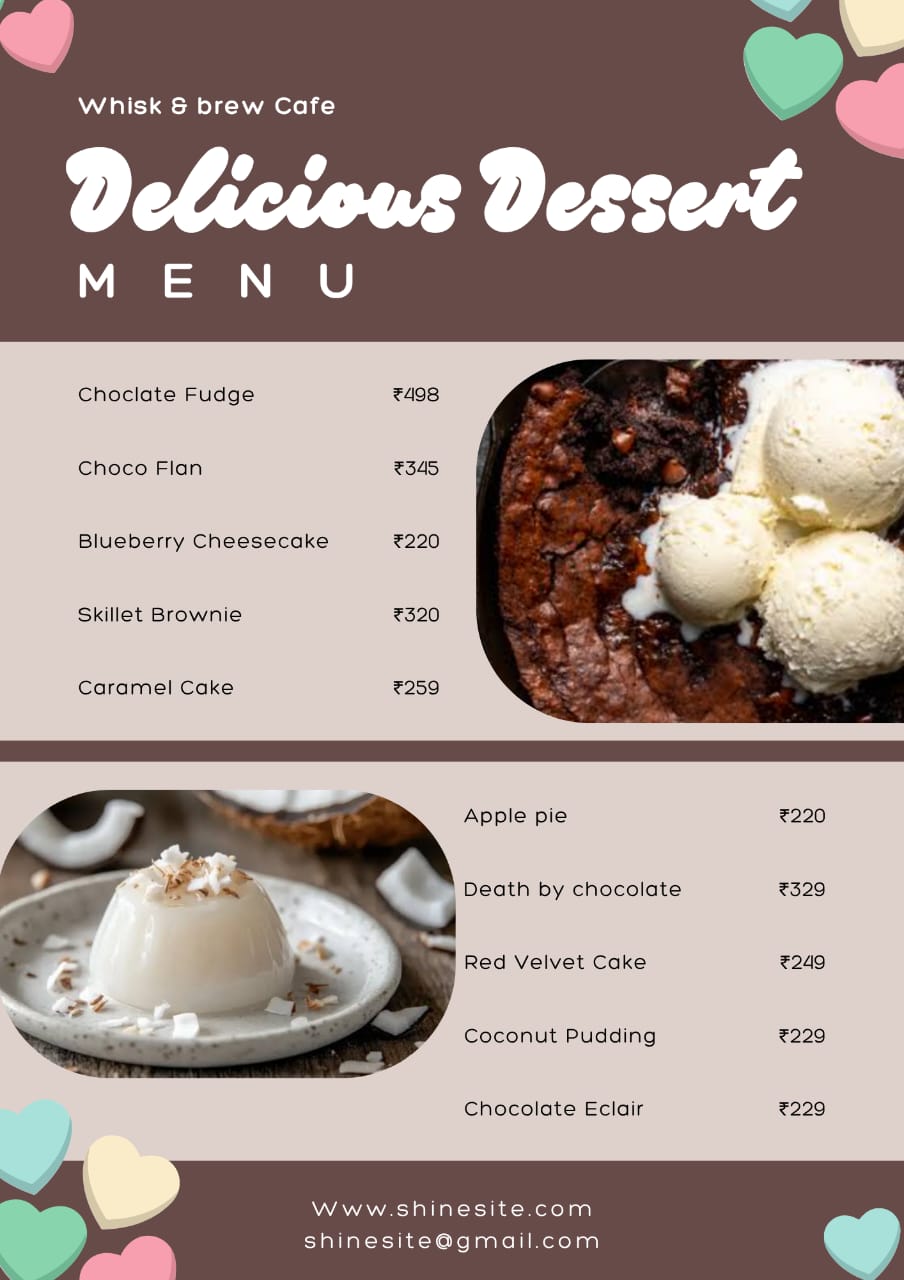 Whisk & brew Cafe
Delicious Dessert
MENU
Choclate Fudge ₹498
Choco Flan ₹345
Blueberry Cheesecake ₹220
Skillet Brownie ₹320
Caramel Cake ₹259
Apple pie ₹220
Death by chocolate ₹329
Red Velvet Cake ₹249
Coconut Pudding ₹229
Chocolate Eclair ₹229
Www.shinesite.com
shinesite@gmail.com